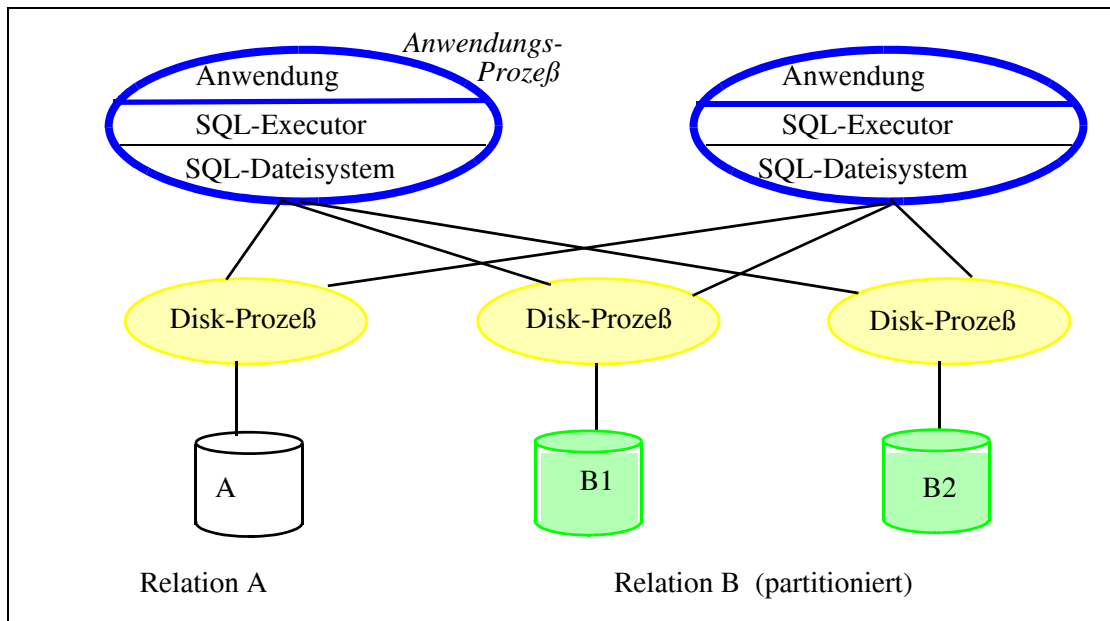 Anwendungs-
Prozeß
Anwendung
SQL-Executor
SQL-Dateisystem
Anwendung
SQL-Executor
SQL-Dateisystem
Disk-Prozeß
Disk-Prozeß
Disk-Prozeß
A
B1
B2
Relation A
Relation B (partitioniert)